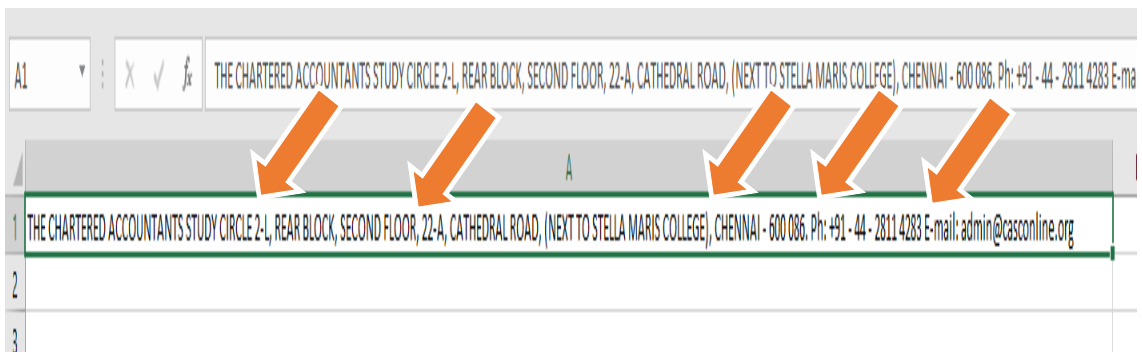 A1 fx THE CHARTERED ACCOUNTANTS STUDY CIRCLE 2-L, REAR BLOCK, SECOND FLOOR, 22-A, CATHEDRAL ROAD, (NEXT TO STELLA MARIS COLLEGE), CHENNAI - 600 086. Ph: +91 - 44 - 2811 4283 E-mai
A
1 THE CHARTERED ACCOUNTANTS STUDY CIRCLE 2-L, REAR BLOCK, SECOND FLOOR, 22-A, CATHEDRAL ROAD, (NEXT TO STELLA MARIS COLLEGE), CHENNAI - 600 086. Ph: +91 - 44 - 2811 4283 E-mail: admin@casconline.org
2
3